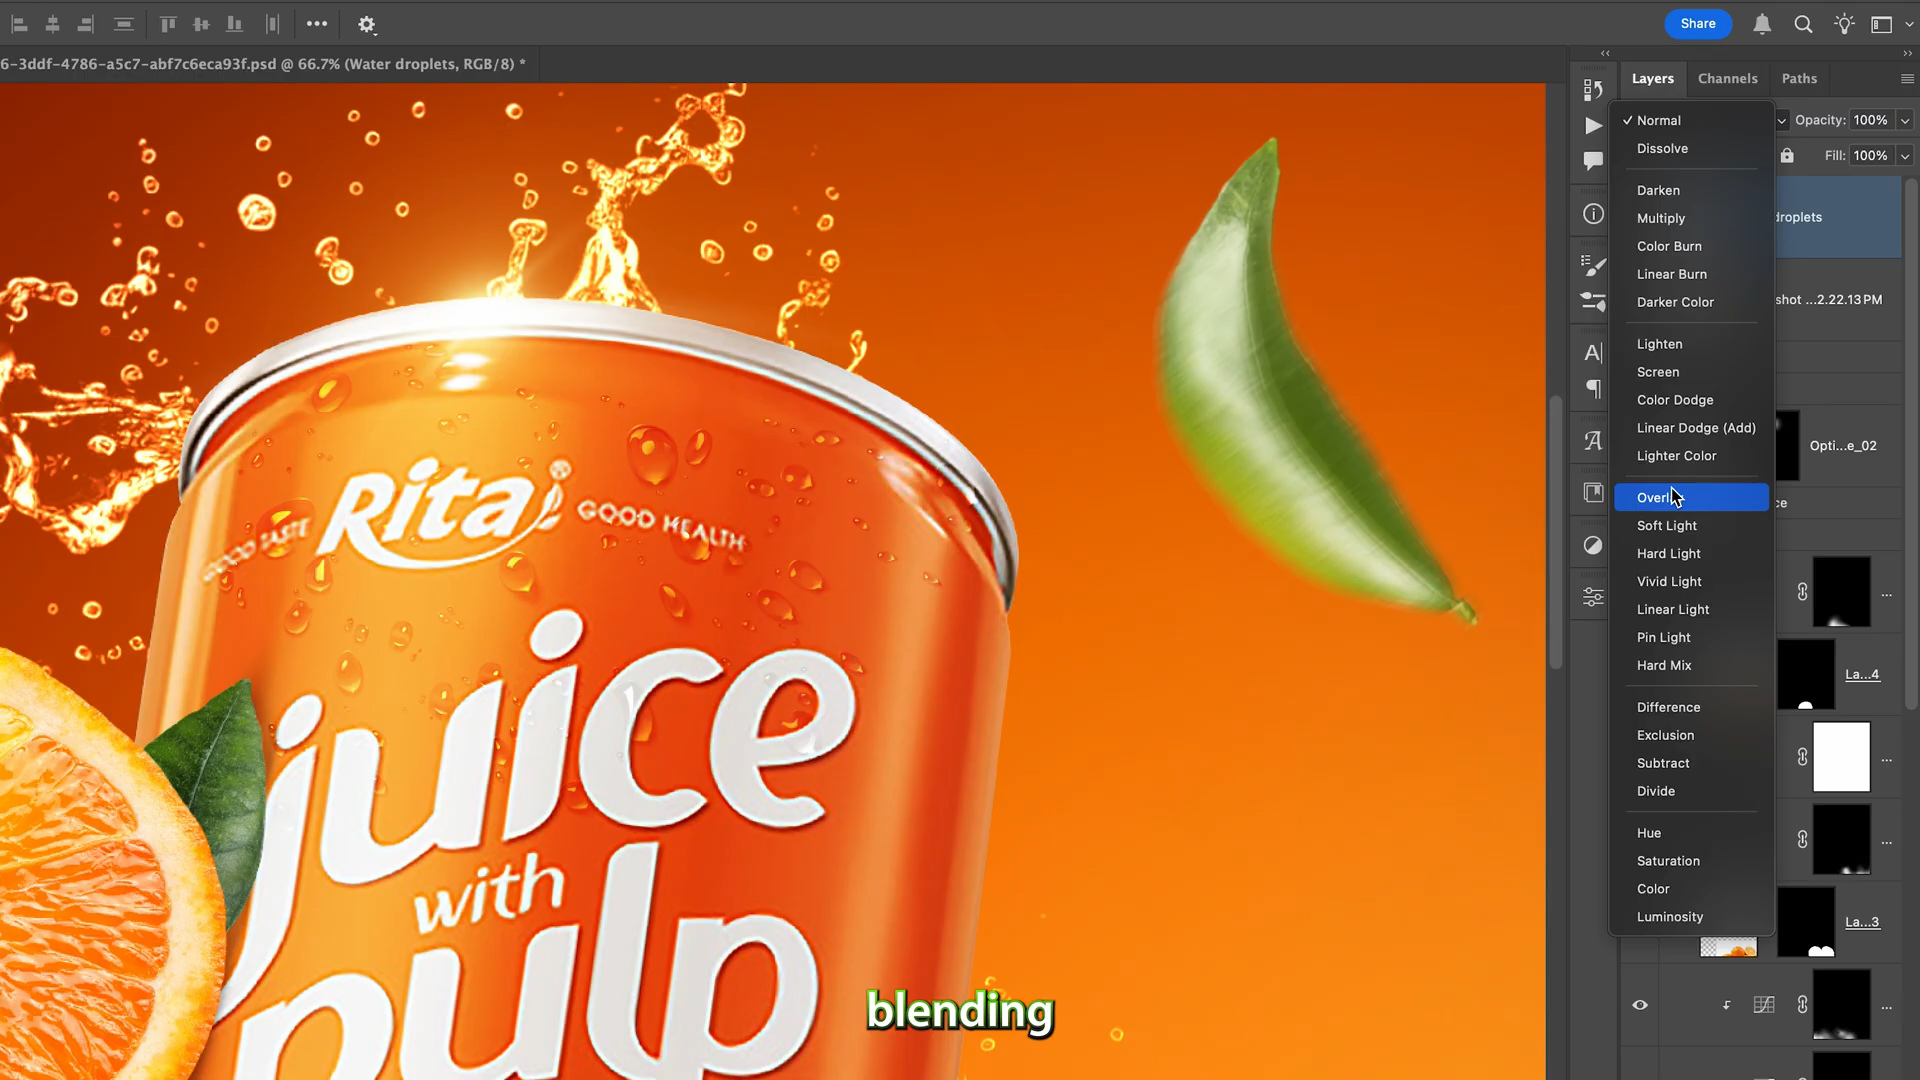 Share
6-3ddf-4786-a5c7-abf7c6eca93f.psd @ 66.7% (Water droplets, RGB/8) *
Layers
Channels
Paths
✓ Normal
Opacity: 100%
Dissolve
Fill: 100%
Darken
Multiply
Color Burn
Linear Burn
Darker Color
Lighten
Screen
Color Dodge
Linear Dodge (Add)
Lighter Color
Soft Light
Hard Light
Vivid Light
Linear Light
Pin Light
Hard Mix
Difference
Exclusion
Subtract
Divide
Hue
Saturation
Color
Luminosity
droplets
shot ...2.22.13 PM
Opti...e_02
ce
La...4
La...3
GOOD TASTE
Rita
GOOD HEALTH
juice
with
pulp
blending